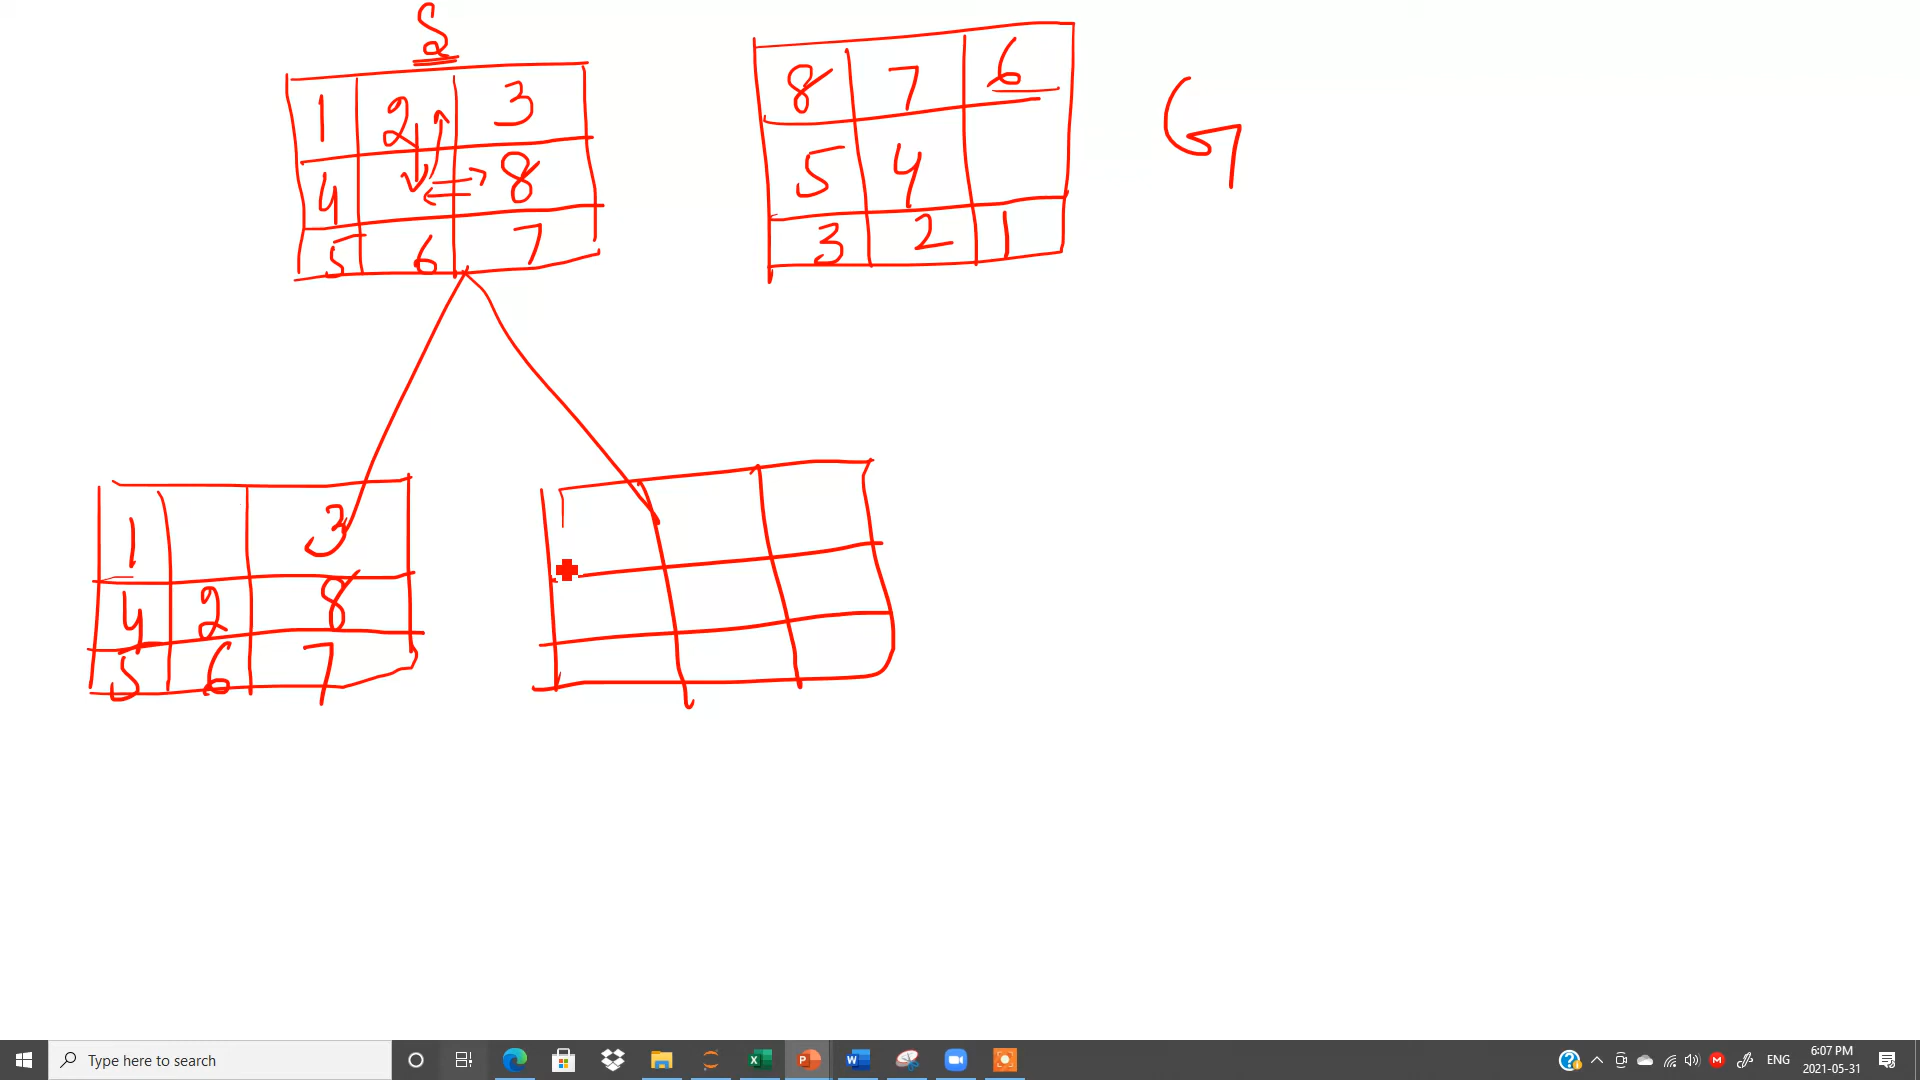 S
1 2 3
4 8
5 6 7
8 7 6
5 4
3 2 1
G
1 3
4 2 8
5 6 7
Type here to search
ENG
6:07 PM
2021-05-31